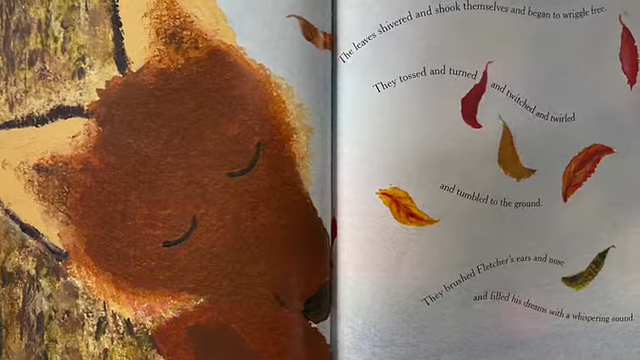 The leaves shivered and shook themselves and began to wriggle free.
They tossed and turned and twitched and twirled
and tumbled to the ground.
They brushed Fletcher's ears and nose
and filled his dreams with a whispering sound.